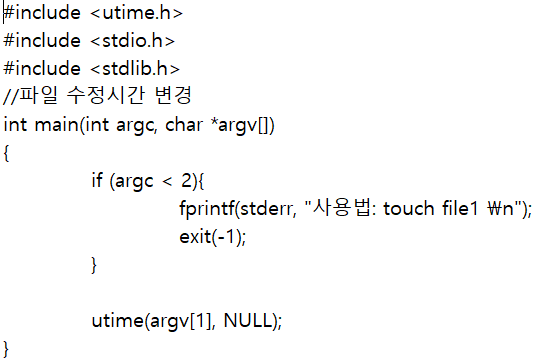 #include <utime.h>
#include <stdio.h>
#include <stdlib.h>
//파일 수정시간 변경
int main(int argc, char *argv[])
{
if (argc < 2){
fprintf(stderr, "사용법: touch file1 ₩n");
exit(-1);
}
utime(argv[1], NULL);
}